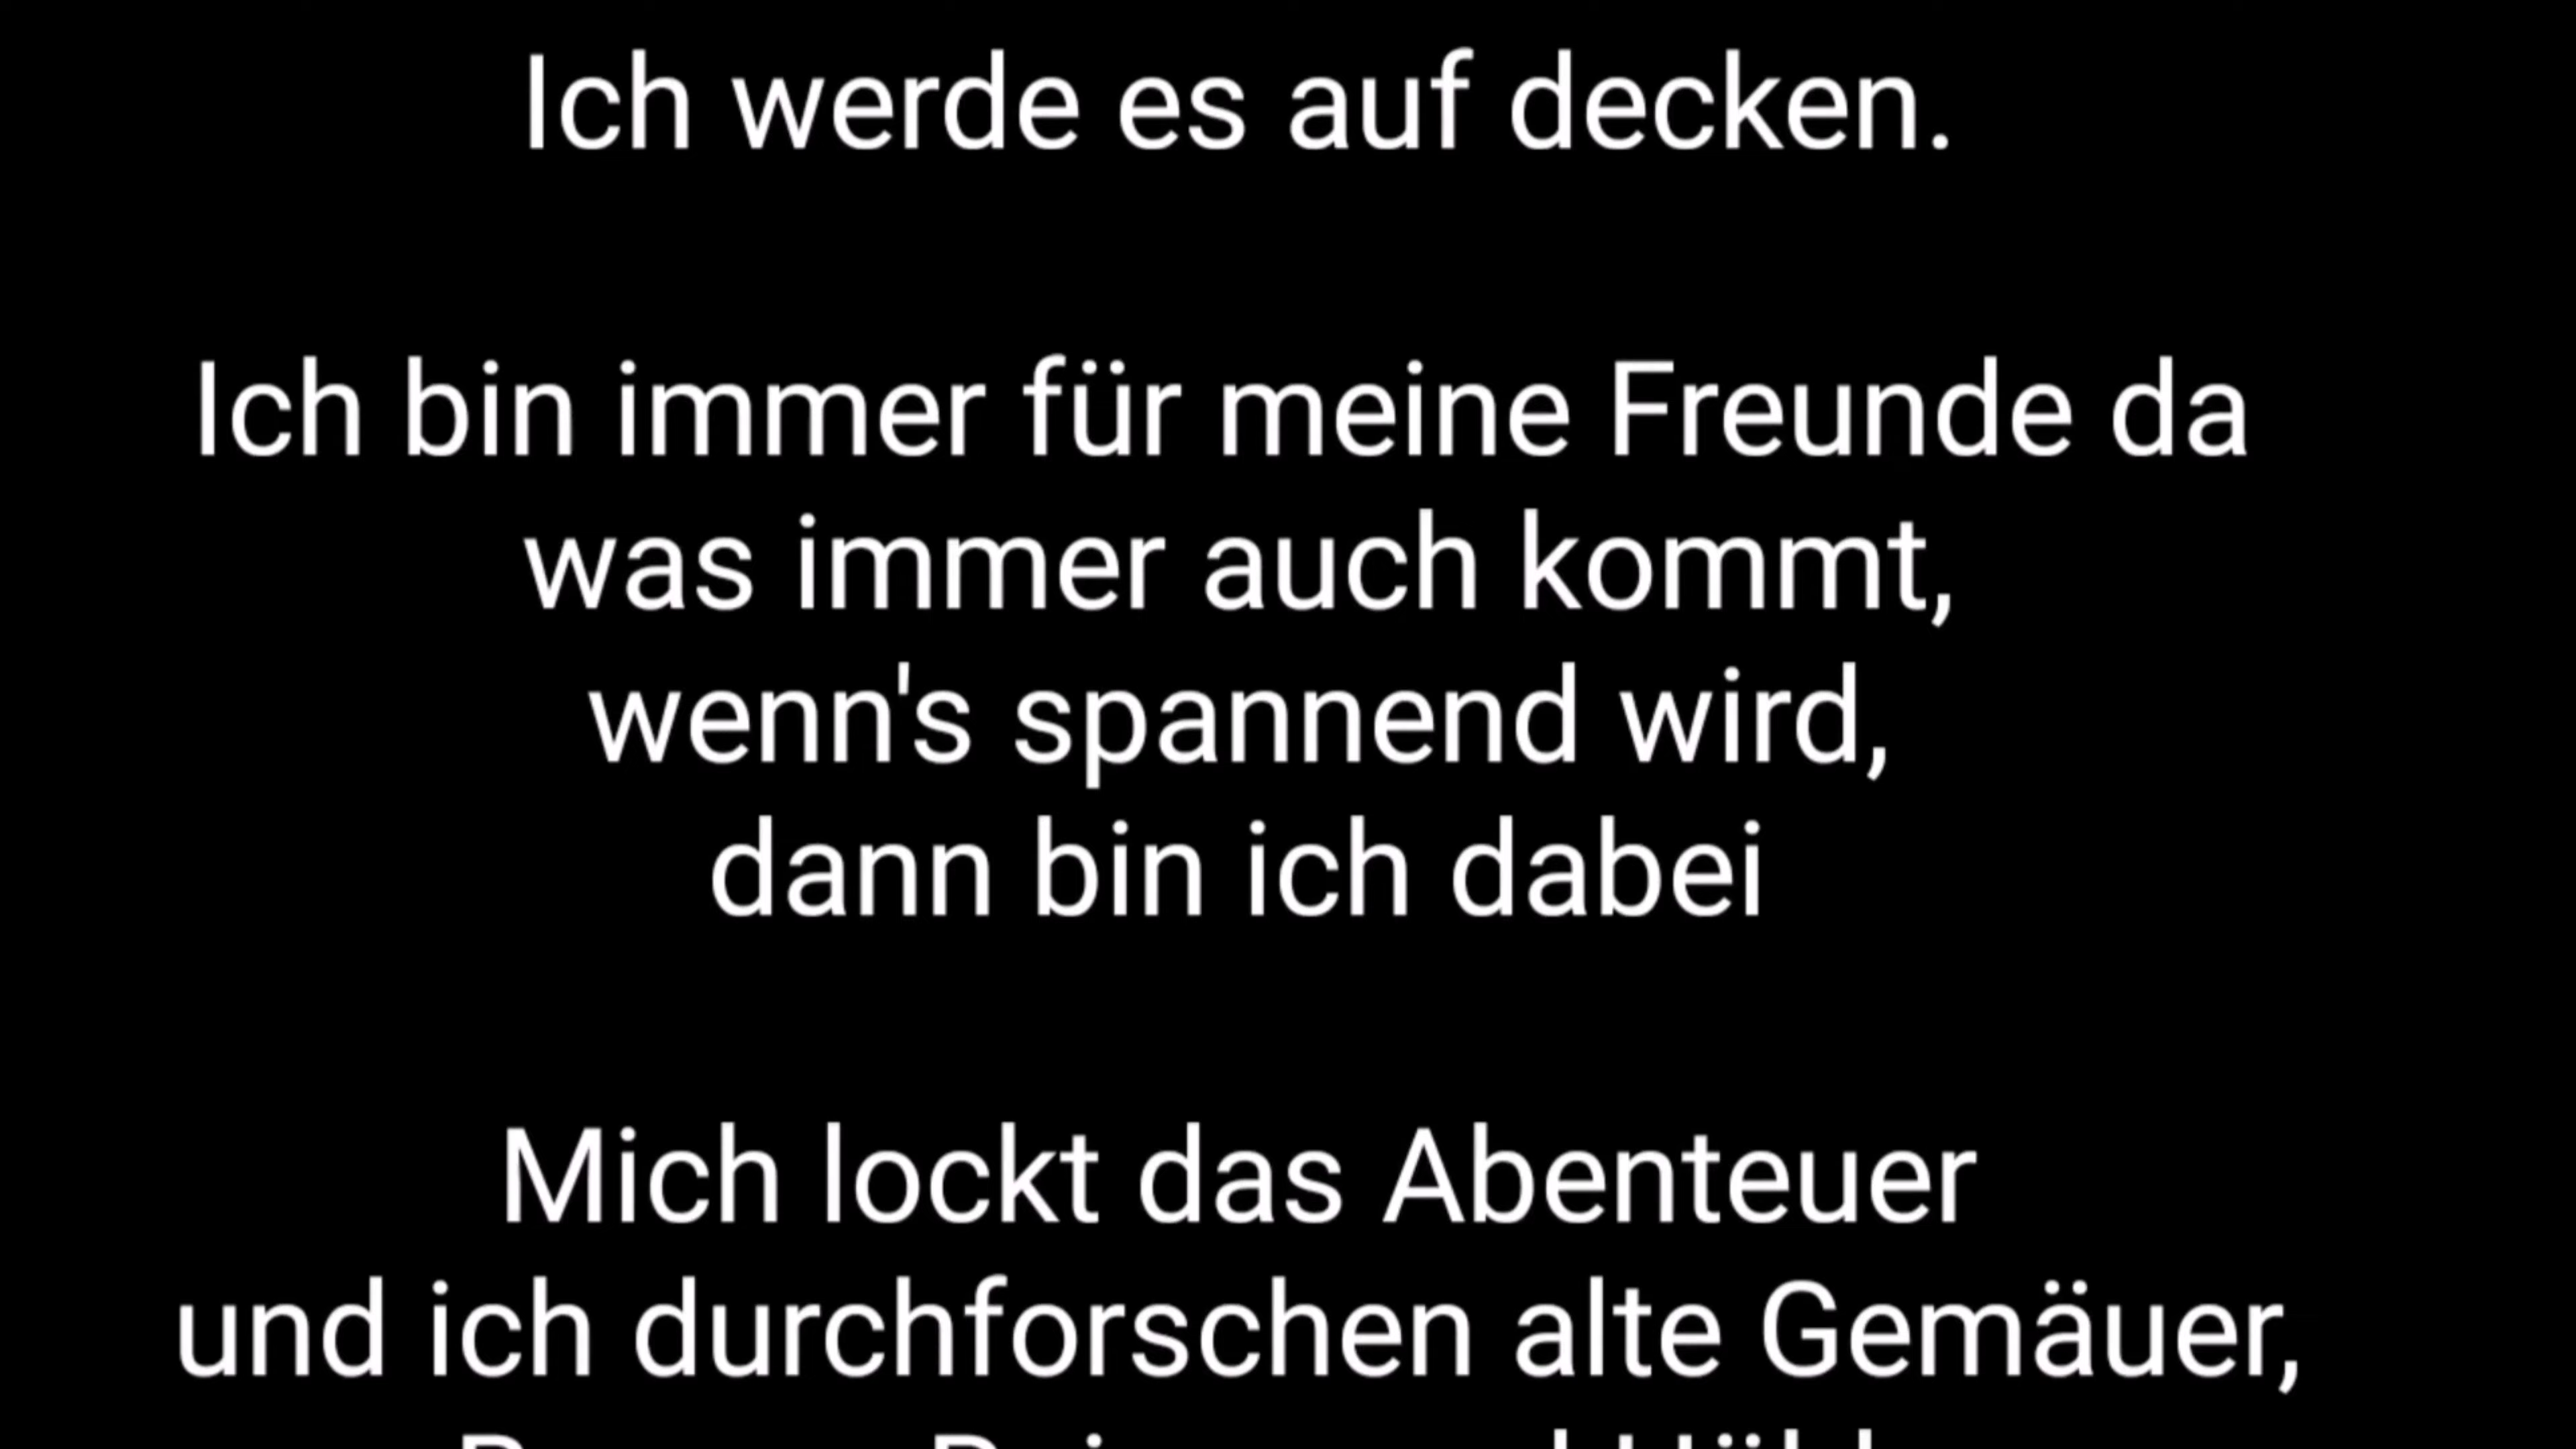 Ich werde es auf decken.
Ich bin immer für meine Freunde da
was immer auch kommt,
wenn's spannend wird,
dann bin ich dabei
Mich lockt das Abenteuer
und ich durchforschen alte Gemäuer,